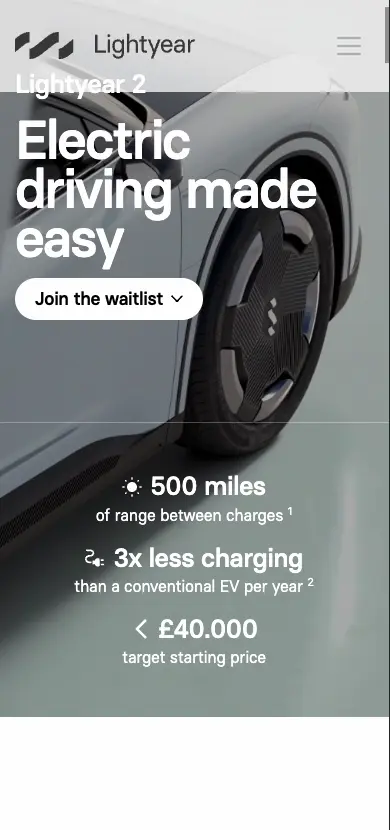 Lightyear
Lightyear 2
Electric
driving made
easy
Join the waitlist
500 miles
of range between charges ¹
3x less charging
than a conventional EV per year ²
< £40.000
target starting price